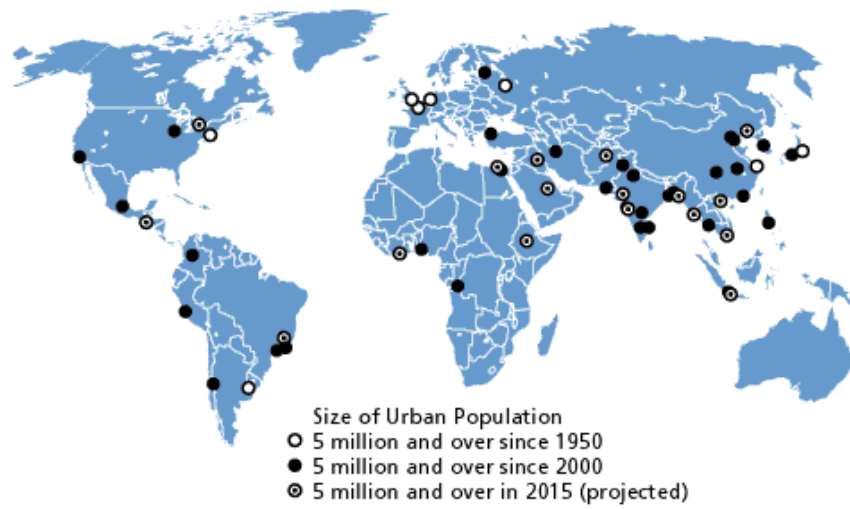 Size of Urban Population
5 million and over since 1950
5 million and over since 2000
5 million and over in 2015 (projected)